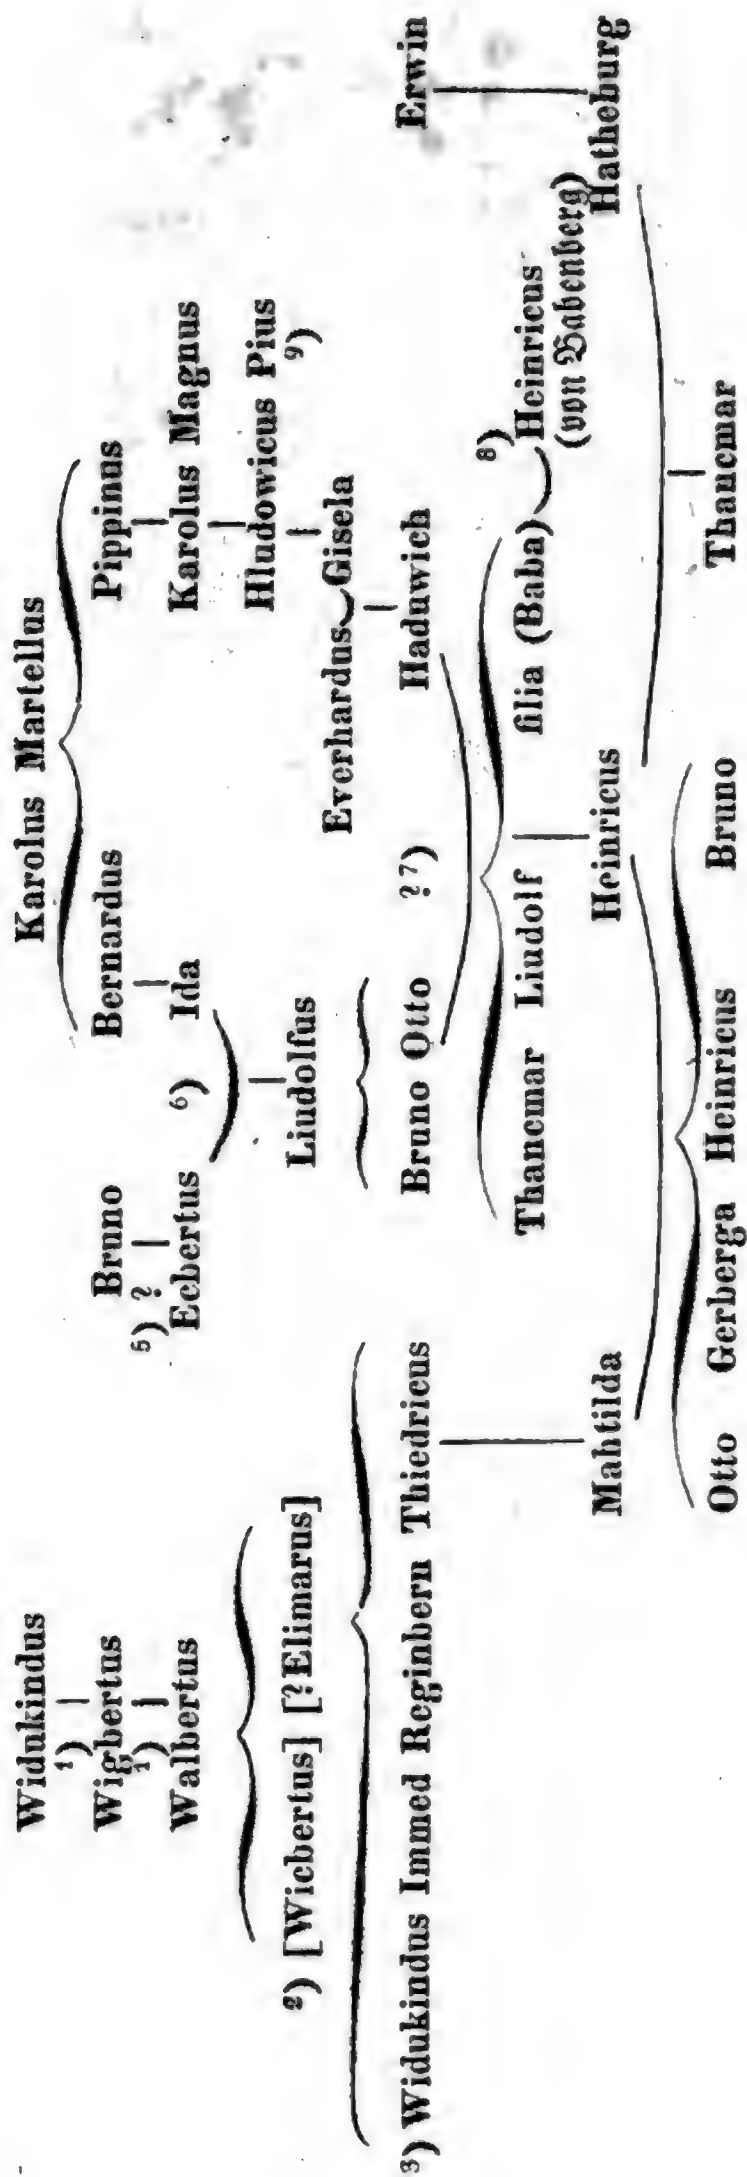 Widukindus Karolus Martellus
1)
Wigbertus Bruno Bernardus Pippinus
1) 5) ?
Walbertus Ecbertus 6) Ida Karolus Magnus
2) [Wicbertus] [?Elimarus] Liudolfus Hludowicus Pius
9)
Everhardus Gisela
3) Widukindus Immed Reginbern Thiedricus Bruno Otto ?7) Haduwich Erwin
8)
Thancmar Liudolf filia (Baba) Heinricus
(von Babenberg)
Mahtilda Heinricus Hatheburg
Otto Gerberga Heinricus Bruno Thancmar